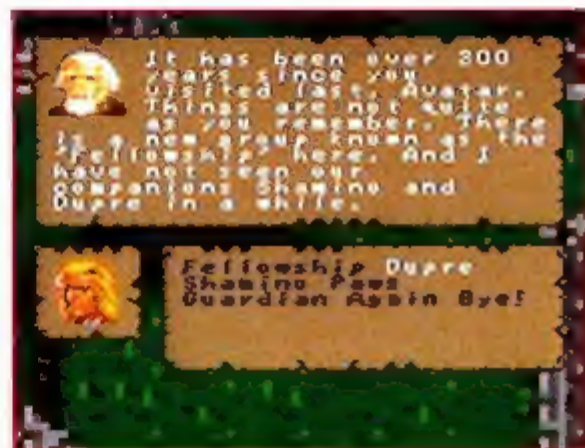 It has been over 300
years since you
visited last, Avatar.
Things are not quite
as you remember. There
is a new group known as the
"Fellowship" here. And I
have not seen our
companions Shamino and
Dupre in a while.
Fellowship Dupre
Shamino Paws
Guardian Again Bye!